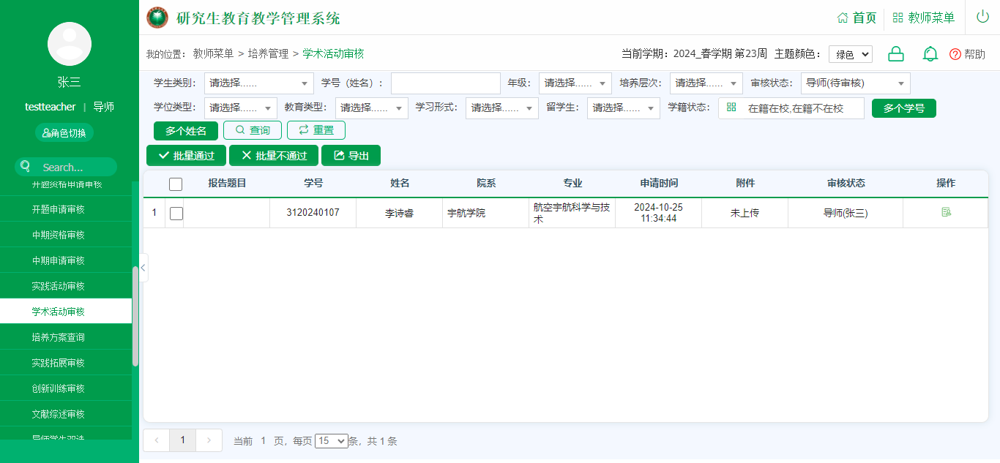 研究生教育教学管理系统
首页
教师菜单
张三
testteacher | 导师
角色切换
Search...
开题资格申请审核
开题申请审核
中期资格审核
中期申请审核
实践活动审核
学术活动审核
培养方案查询
实践拓展审核
创新训练审核
文献综述审核
导师学生双选
我的位置: 教师菜单 > 培养管理 > 学术活动审核
当前学期: 2024_春学期 第23周 主题颜色: 绿色 帮助
学生类别: 请选择...... 学号（姓名）: 年级: 请选择...... 培养层次: 请选择...... 审核状态: 导师(待审核)
学位类型: 请选择...... 教育类型: 请选择...... 学习形式: 请选择...... 留学生: 请选择...... 学籍状态: 在籍在校,在籍不在校 多个学号
多个姓名 查询 重置
批量通过 批量不通过 导出
报告题目 学号 姓名 院系 专业 申请时间 附件 审核状态 操作
1 3120240107 李诗睿 宇航学院 航空宇航科学与技术 2024-10-25 11:34:44 未上传 导师(张三)
< 1 > 当前 1 页, 每页 15 条, 共 1 条